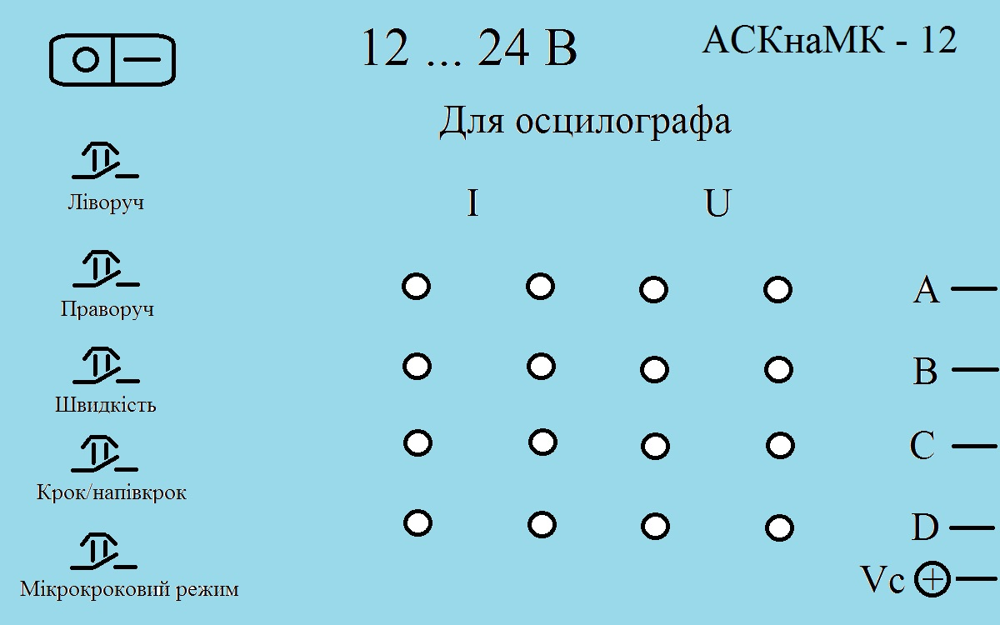 12 ... 24 В
АСКнаМК - 12
Для осцилографа
I U
Ліворуч
Праворуч
Швидкість
Крок/напівкрок
Мікрокроковий режим
A
B
C
D
Vc